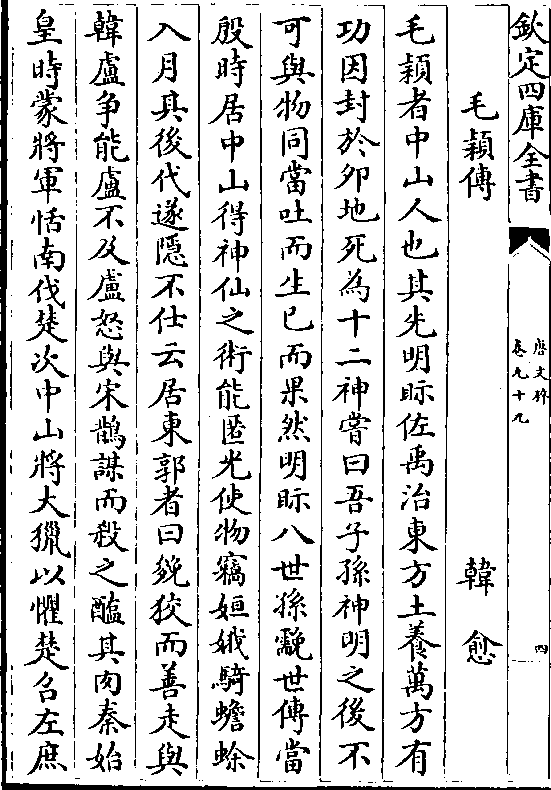 欽定四庫全書
唐文粹
卷九十九
四
毛穎傳
韓愈
毛穎者中山人也其先明眎佐禹治東方土養萬方有
功因封於卯地死為十二神嘗曰吾子孫神明之後不
可與物同當吐而生已而果然明眎八世孫䨲世傳當
殷時居中山得神仙之術能匿光使物竊姮娥騎蟾蜍
入月其後代遂隱不仕云居東郭者曰㕙狡而善走與
韓盧争能盧不及盧怒與宋鵲謀而殺之醢其肉秦始
皇時蒙將軍恬南伐楚次中山將大獵以懼楚召左庶